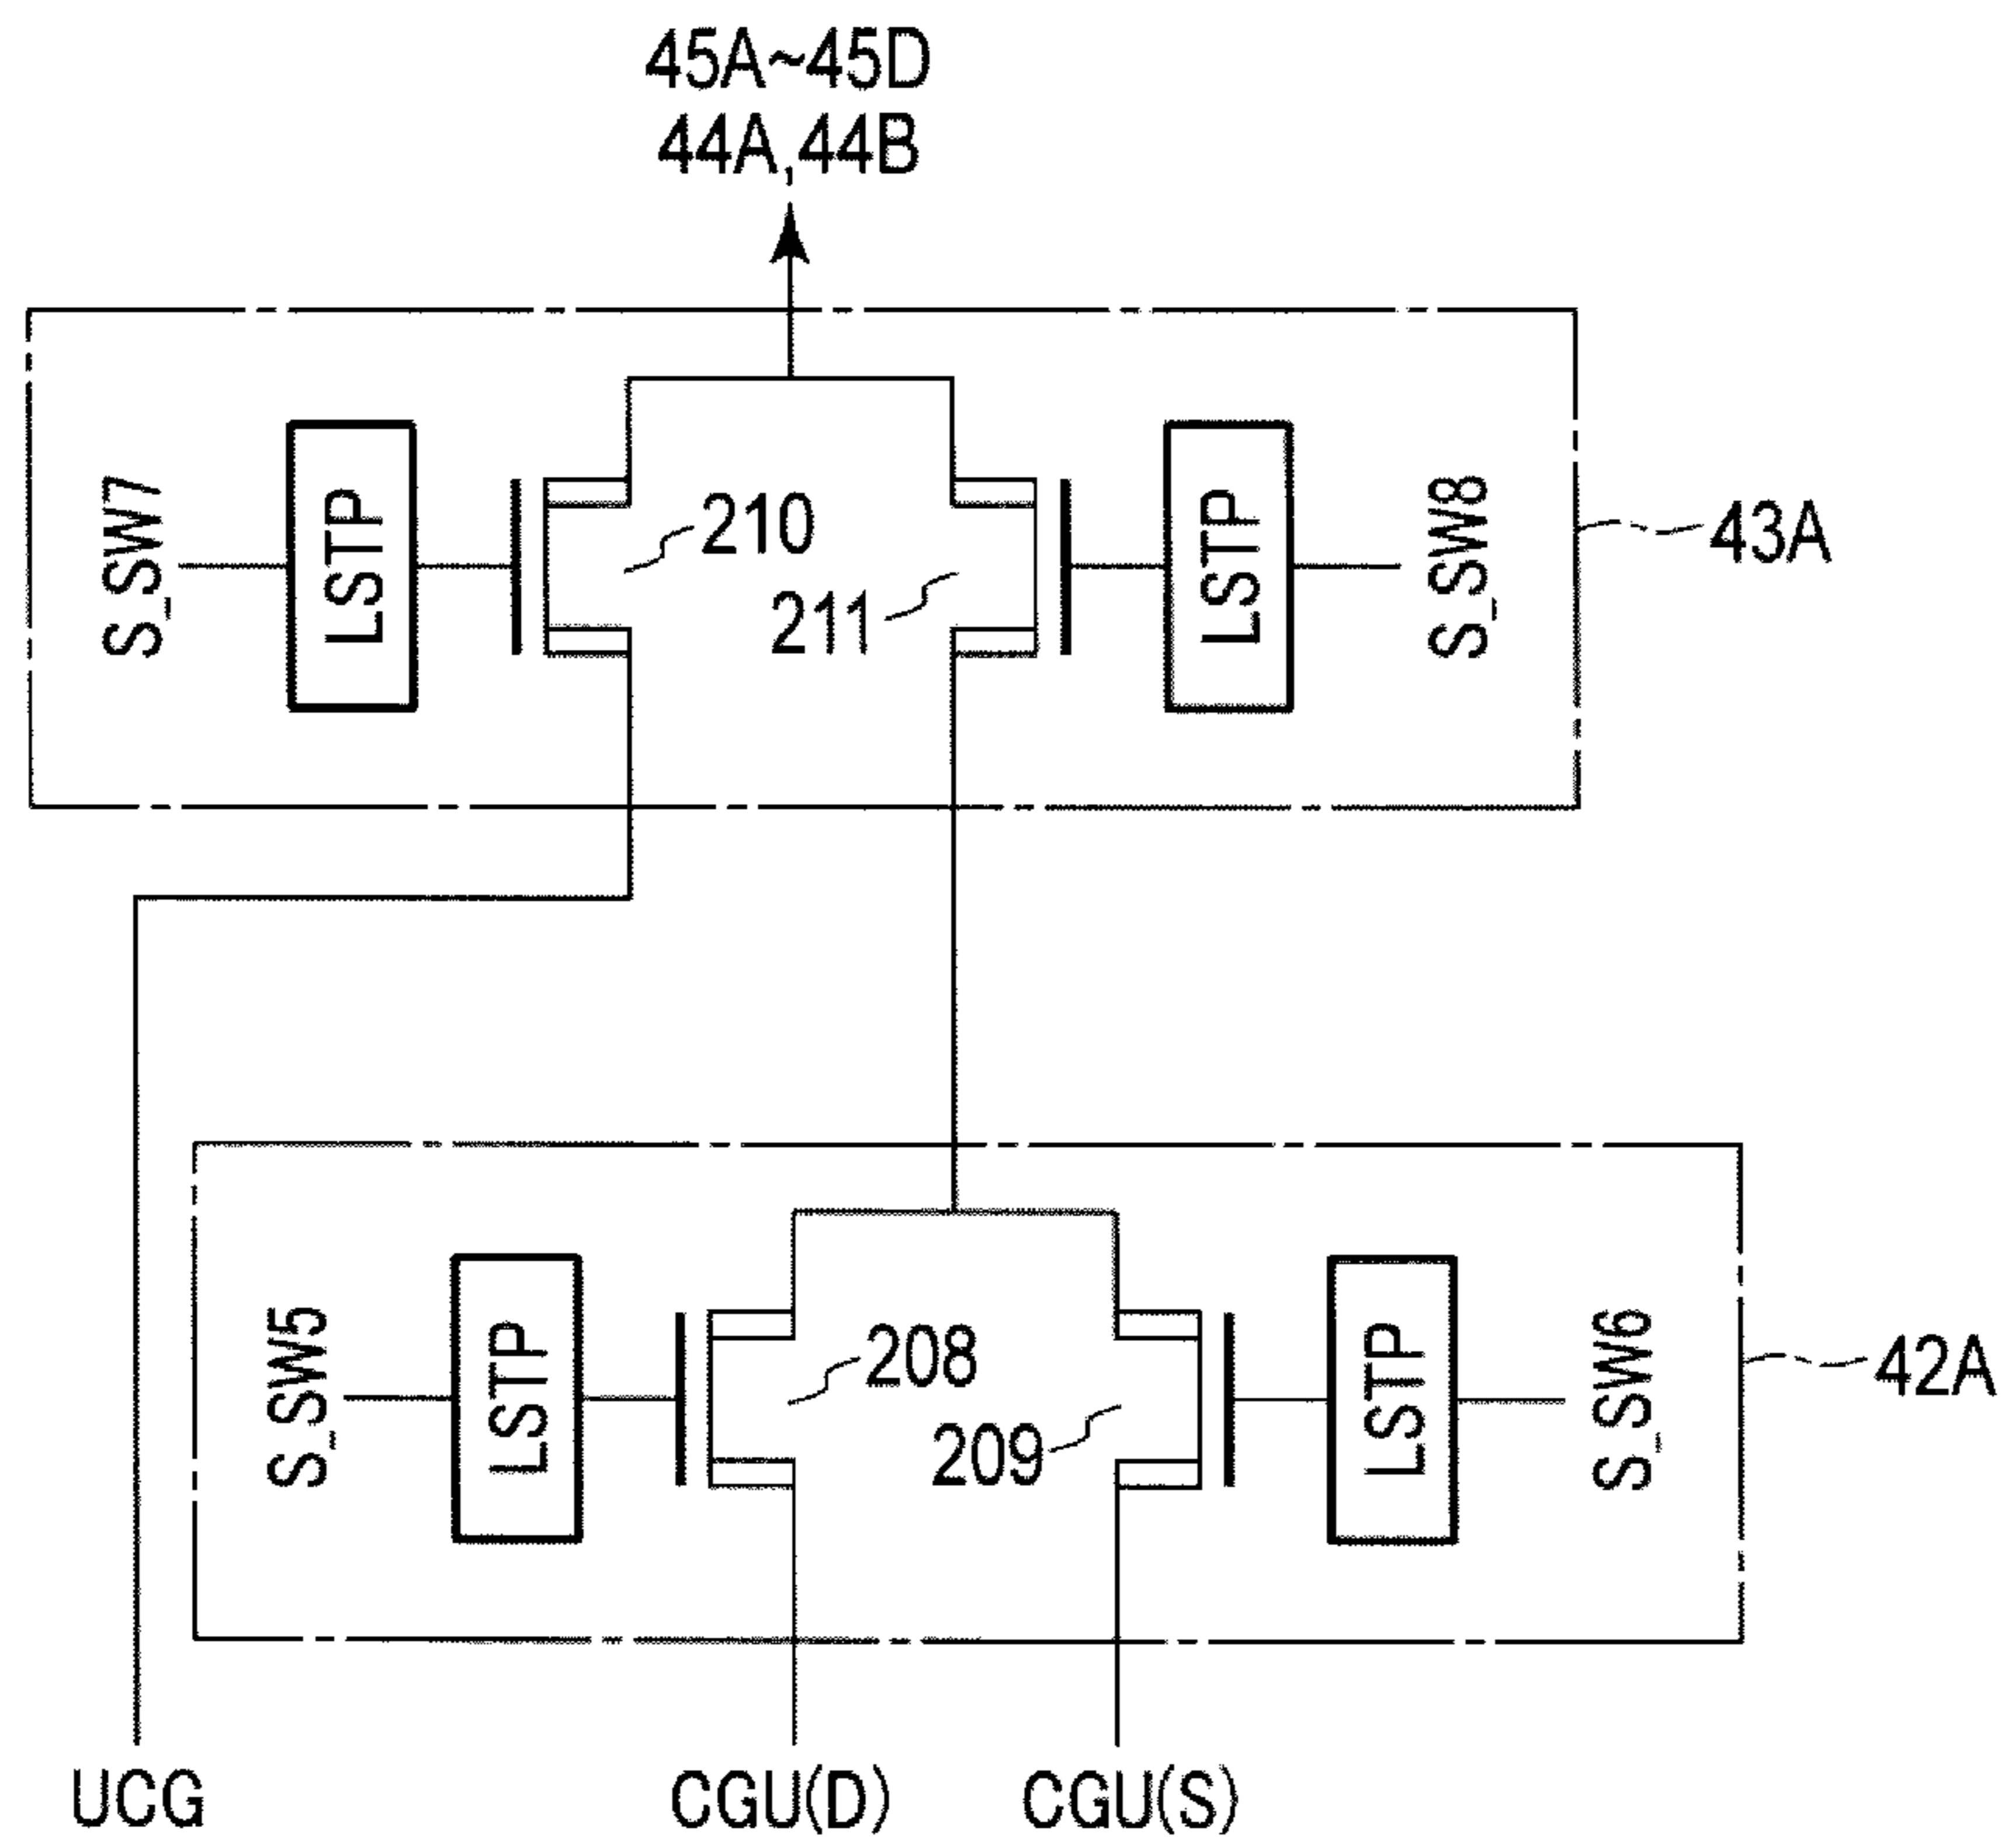 45A~45D
44A,44B
S_SW7
LSTP
210
211
LSTP
S_SW8
43A
S_SW5
LSTP
208
209
LSTP
S_SW6
42A
UCG
CGU(D)
CGU(S)